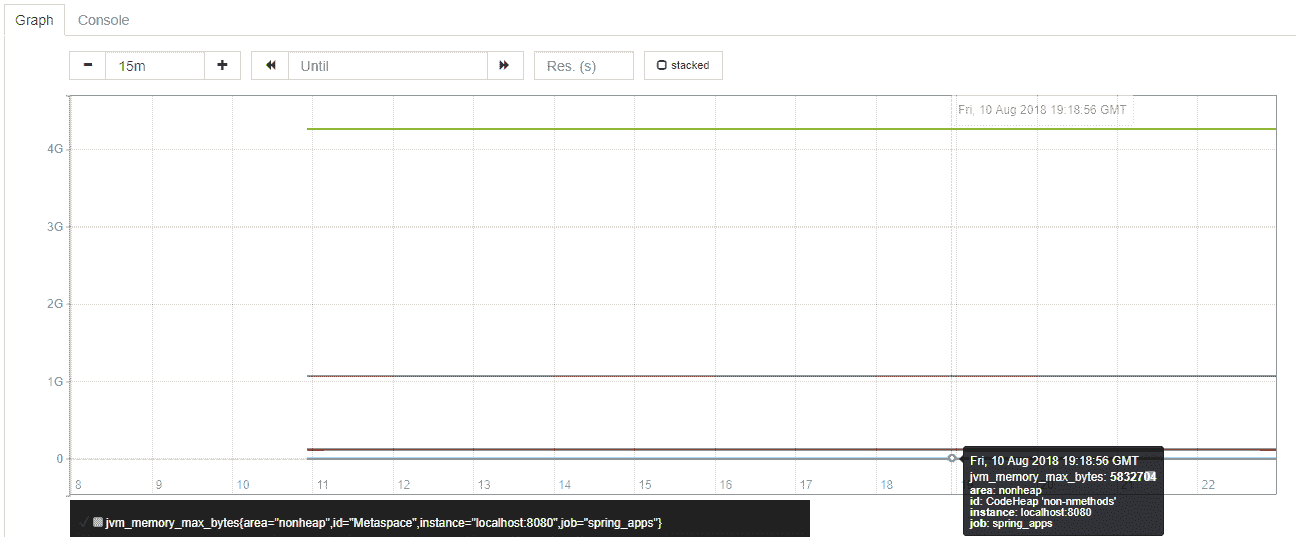 Graph Console
15m Until Res. (s) stacked
Fri, 10 Aug 2018 19:18:56 GMT
4G
3G
2G
1G
0
8 9 10 11 12 13 14 15 16 17 18 22
Fri, 10 Aug 2018 19:18:56 GMT
jvm_memory_max_bytes: 5832704
area: nonheap
id: CodeHeap 'non-nmethods'
instance: localhost:8080
job: spring_apps
jvm_memory_max_bytes{area="nonheap",id="Metaspace",instance="localhost:8080",job="spring_apps"}